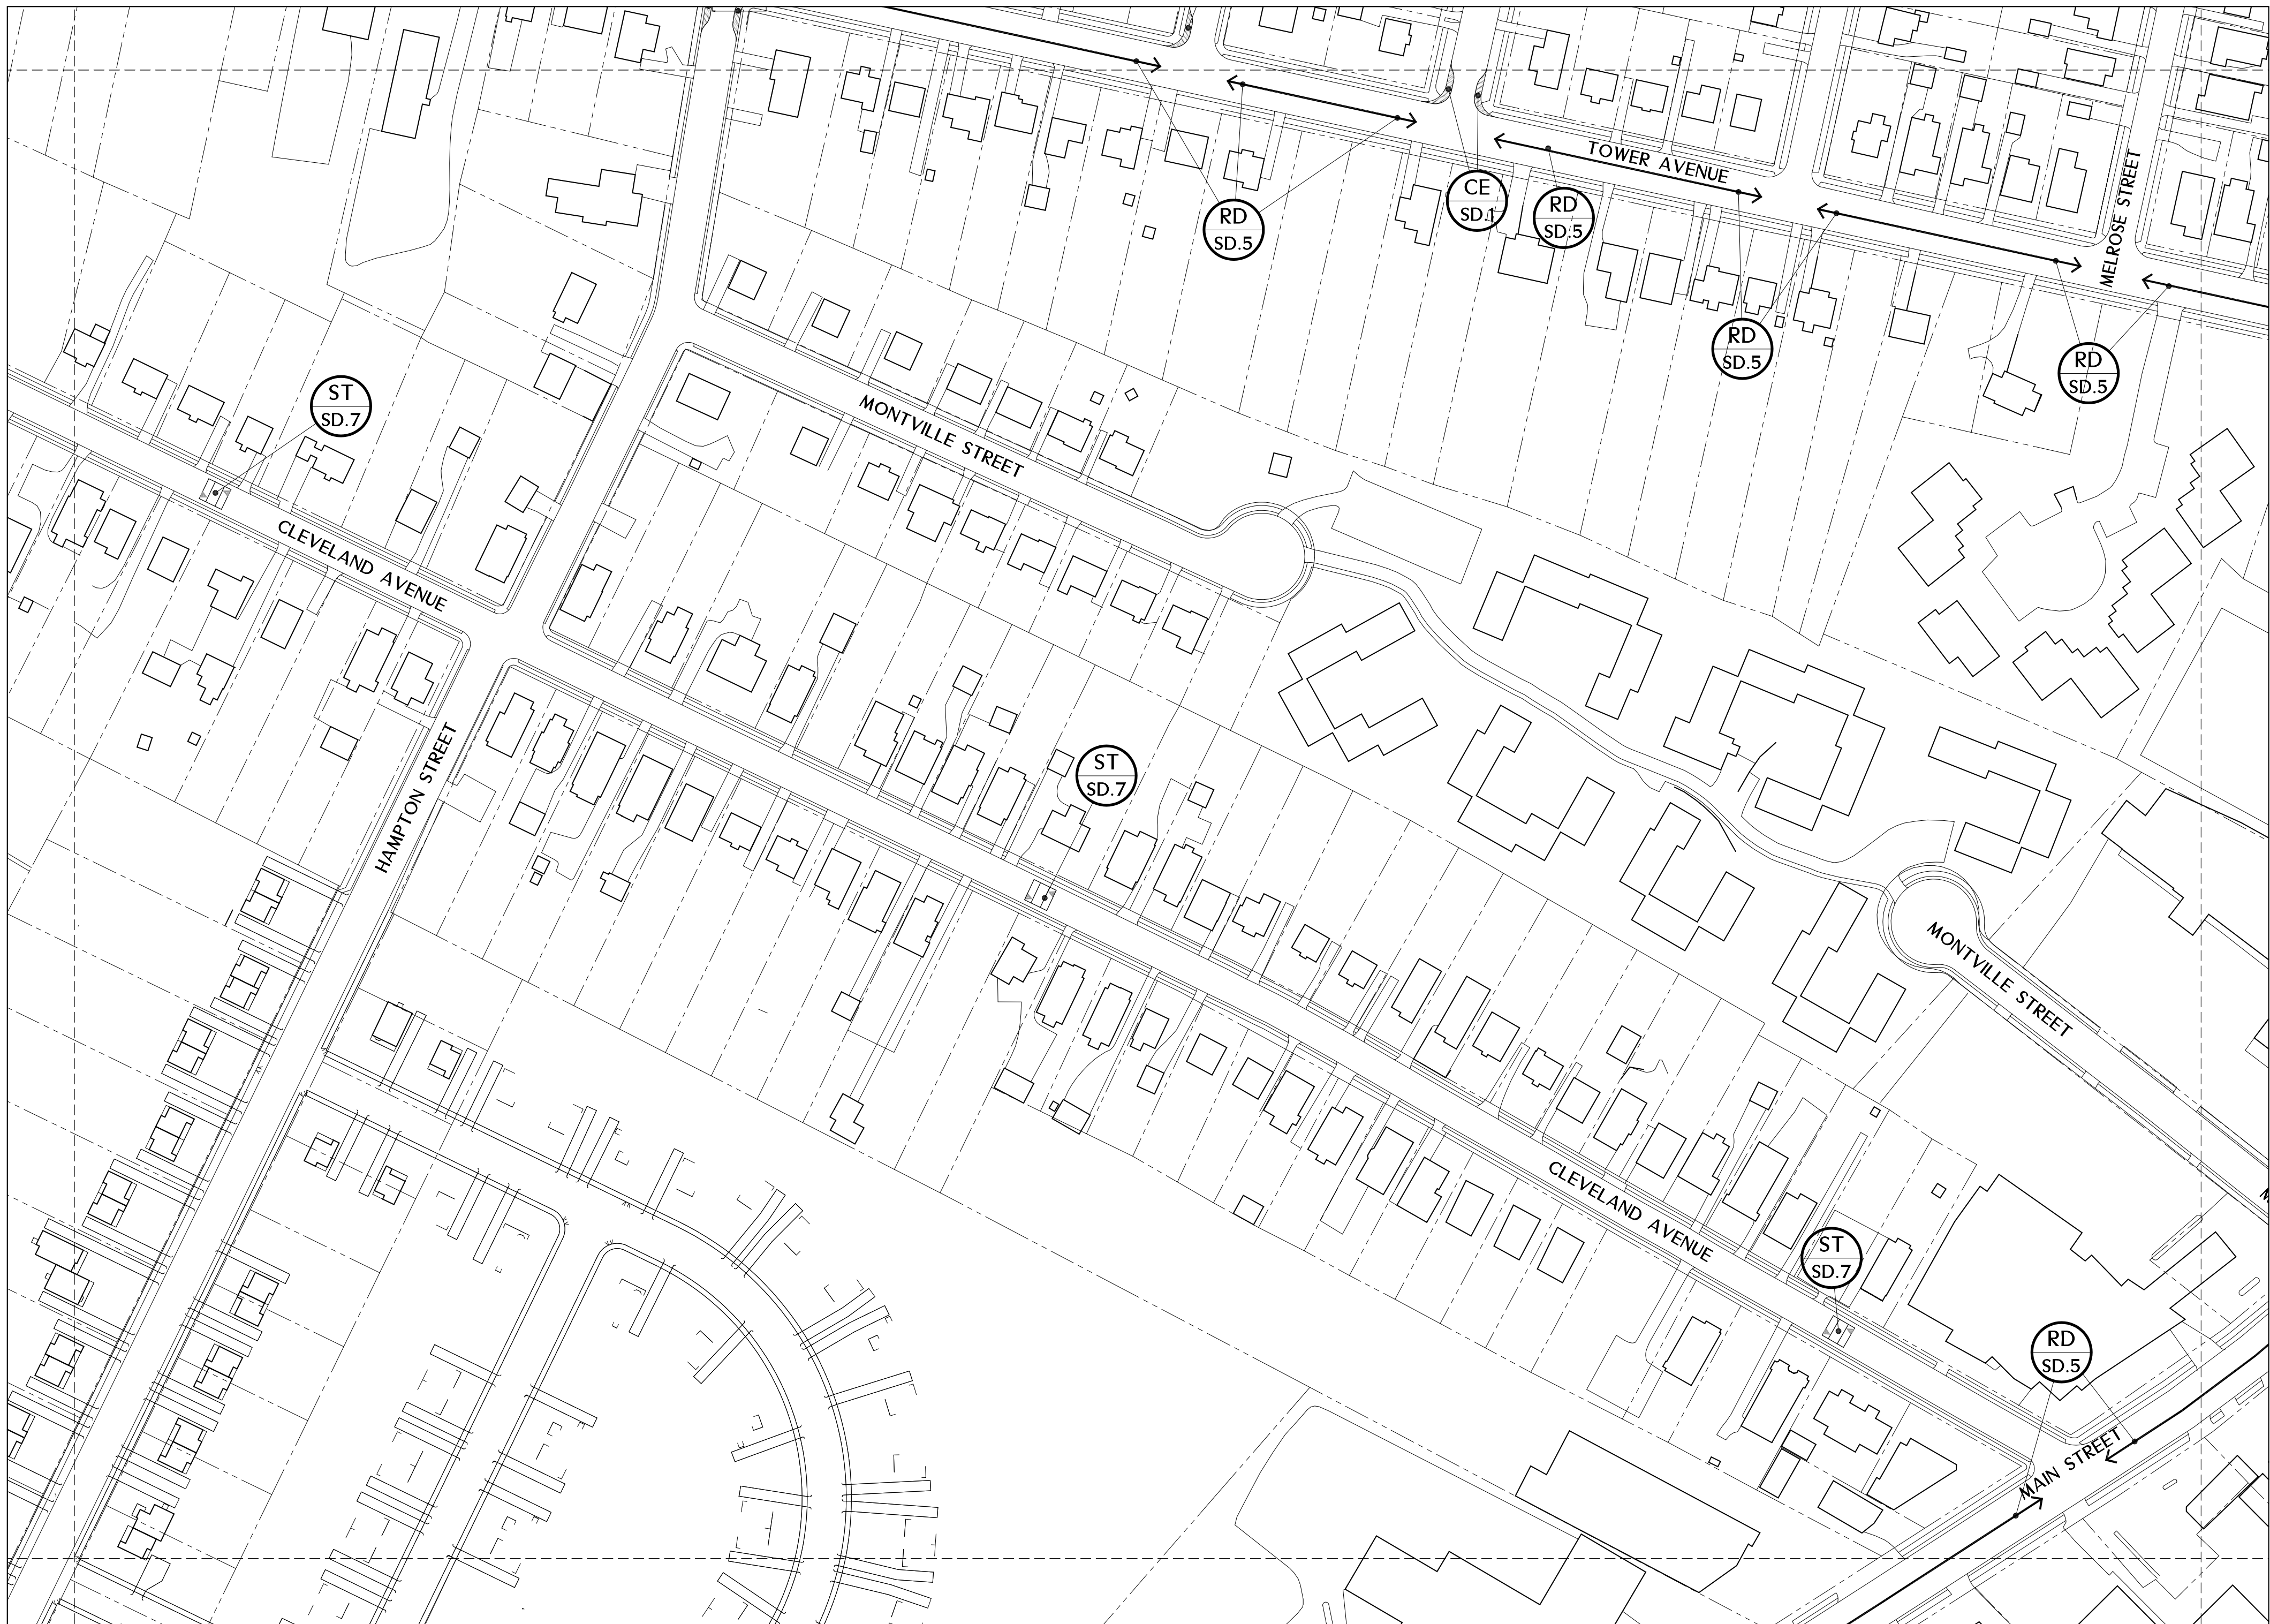 TOWER AVENUE
MELROSE STREET
CE
SD.1
RD
SD.5
RD
SD.5
RD
SD.5
RD
SD.5
ST
SD.7
MONTVILLE STREET
CLEVELAND AVENUE
HAMPTON STREET
ST
SD.7
MONTVILLE STREET
CLEVELAND AVENUE
ST
SD.7
RD
SD.5
MAIN STREET